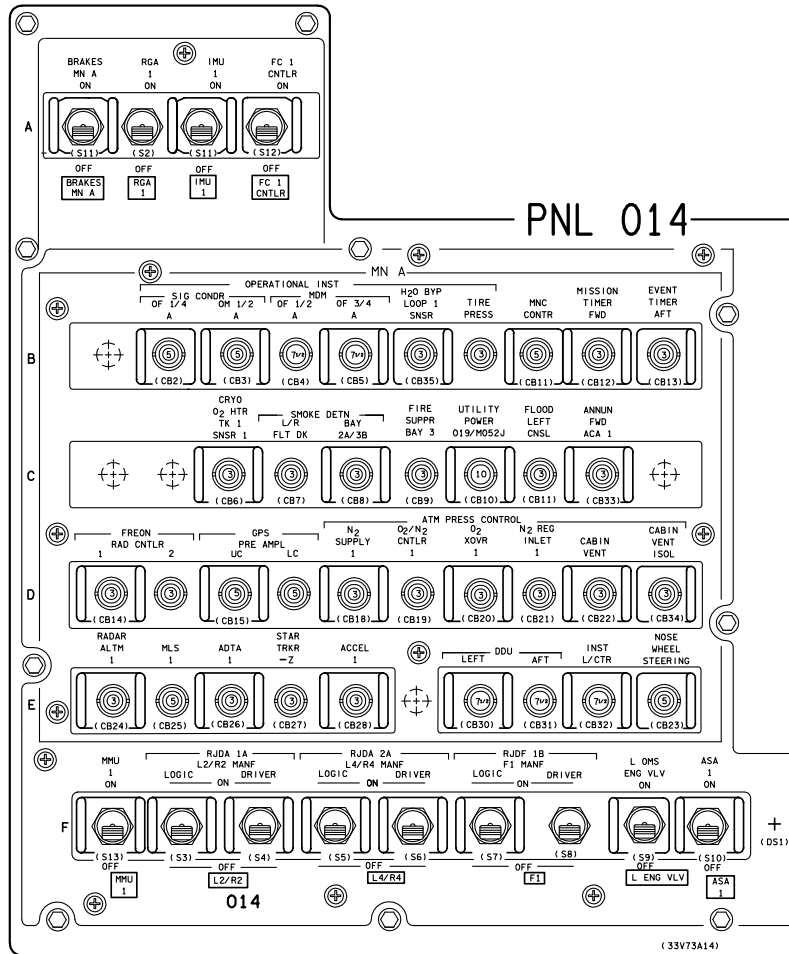 BRAKES MN A ON
RGA 1 ON
IMU 1 ON
FC 1 CNTLR ON
A
(S11) (S2) (S11) (S12)
OFF OFF OFF OFF
BRAKES MN A
RGA 1
IMU 1
FC 1 CNTLR
PNL 014
MN A
OPERATIONAL INST
SIG CONDR MDM
OF 1/4 A
OM 1/2 A
OF 1/2 A
OF 3/4 A
H2O BYP LOOP 1 SNSR
TIRE PRESS
MNC CONTR
MISSION TIMER FWD
EVENT TIMER AFT
B
5 5 7 1/2 7 1/2 3 3 5 3 3
(CB2) (CB3) (CB4) (CB5) (CB35) (CB11) (CB12) (CB13)
CRYO O2 HTR TK 1 SNSR 1
SMOKE DETN
L/R FLT DK
BAY 2A/3B
FIRE SUPPR BAY 3
UTILITY POWER 019/M052J
FLOOD LEFT CNSL
ANNUN FWD ACA 1
C
3 3 3 3 10 3 3
(CB6) (CB7) (CB8) (CB9) (CB10) (CB11) (CB33)
FREON RAD CNTLR
1 2
GPS PRE AMPL
UC LC
ATM PRESS CONTROL
N2 SUPPLY 1
O2/N2 CNTLR 1
O2 XOVR 1
N2 REG INLET 1
CABIN VENT
CABIN VENT ISOL
D
3 3 5 5 3 3 3 3 3 3
(CB14) (CB15) (CB18) (CB19) (CB20) (CB21) (CB22) (CB34)
RADAR ALTM 1
MLS 1
ADTA 1
STAR TRKR -Z
ACCEL 1
DDU
LEFT AFT
INST L/CTR
NOSE WHEEL STEERING
E
3 5 3 3 3 7 1/2 7 1/2 7 1/2 5
(CB24) (CB25) (CB26) (CB27) (CB28) (CB30) (CB31) (CB32) (CB23)
MMU 1 ON
RJDA 1A L2/R2 MANF
LOGIC ON DRIVER
RJDA 2A L4/R4 MANF
LOGIC ON DRIVER
RJDF 1B F1 MANF
LOGIC ON DRIVER
L OMS ENG VLV ON
ASA 1 ON
F
(S13) (S3) (S4) (S5) (S6) (S7) (S8) (S9) (S10)
+
(DS1)
OFF OFF OFF OFF OFF OFF
MMU 1
L2/R2
L4/R4
F1
L ENG VLV
ASA 1
014
(33V73A14)